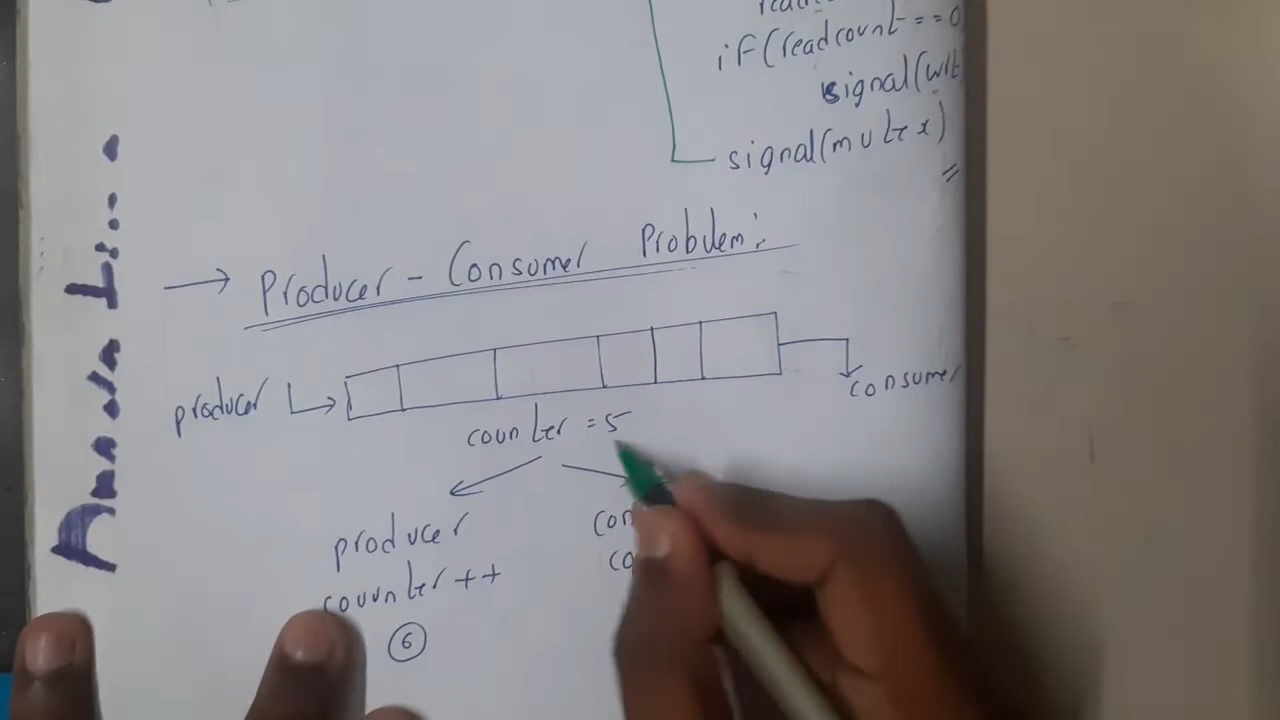 if(readcount==0
signal(wrt
signal(mutex)
→ Producer - Consumer Problem:
producer
consumer
counter = 5
producer
counter++
6